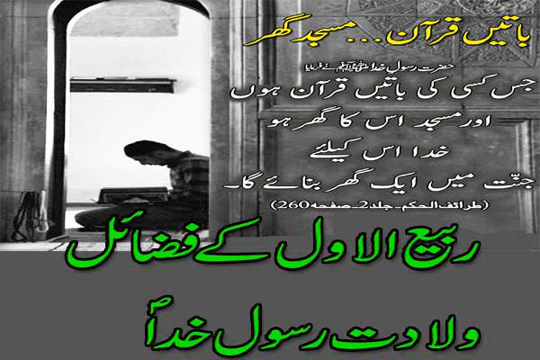 باتیں قرآن...مسجد گھر
حضرت رسول خدا ﷺ نے فرمایا
جس کسی کی باتیں قرآن ہوں
اور مسجد اس کا گھر ہو
خدا اس کیلئے
جنّت میں ایک گھر بنائے گا۔
(طرائف الحکم۔جلد2۔صفحہ260)
ربیع الاول کے فضائل
ولادت رسول خداؐ